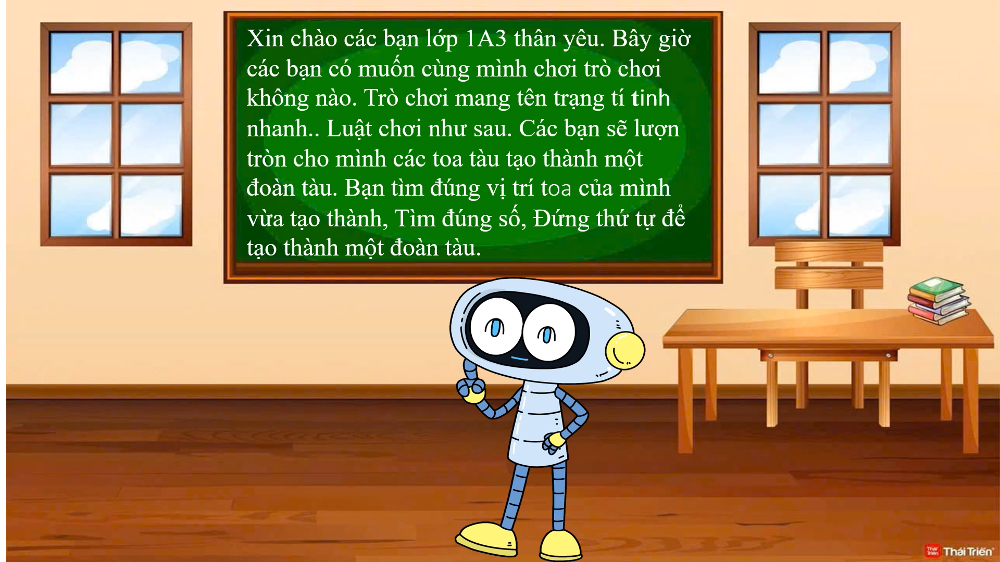 Xin chào các bạn lớp 1A3 thân yêu. Bây giờ
các bạn có muốn cùng mình chơi trò chơi
không nào. Trò chơi mang tên trạng tí tinh
nhanh.. Luật chơi như sau. Các bạn sẽ lượn
tròn cho mình các toa tàu tạo thành một
đoàn tàu. Bạn tìm đúng vị trí toa của mình
vừa tạo thành, Tìm đúng số, Đứng thứ tự để
tạo thành một đoàn tàu.
Thái Triển
Thái Triển